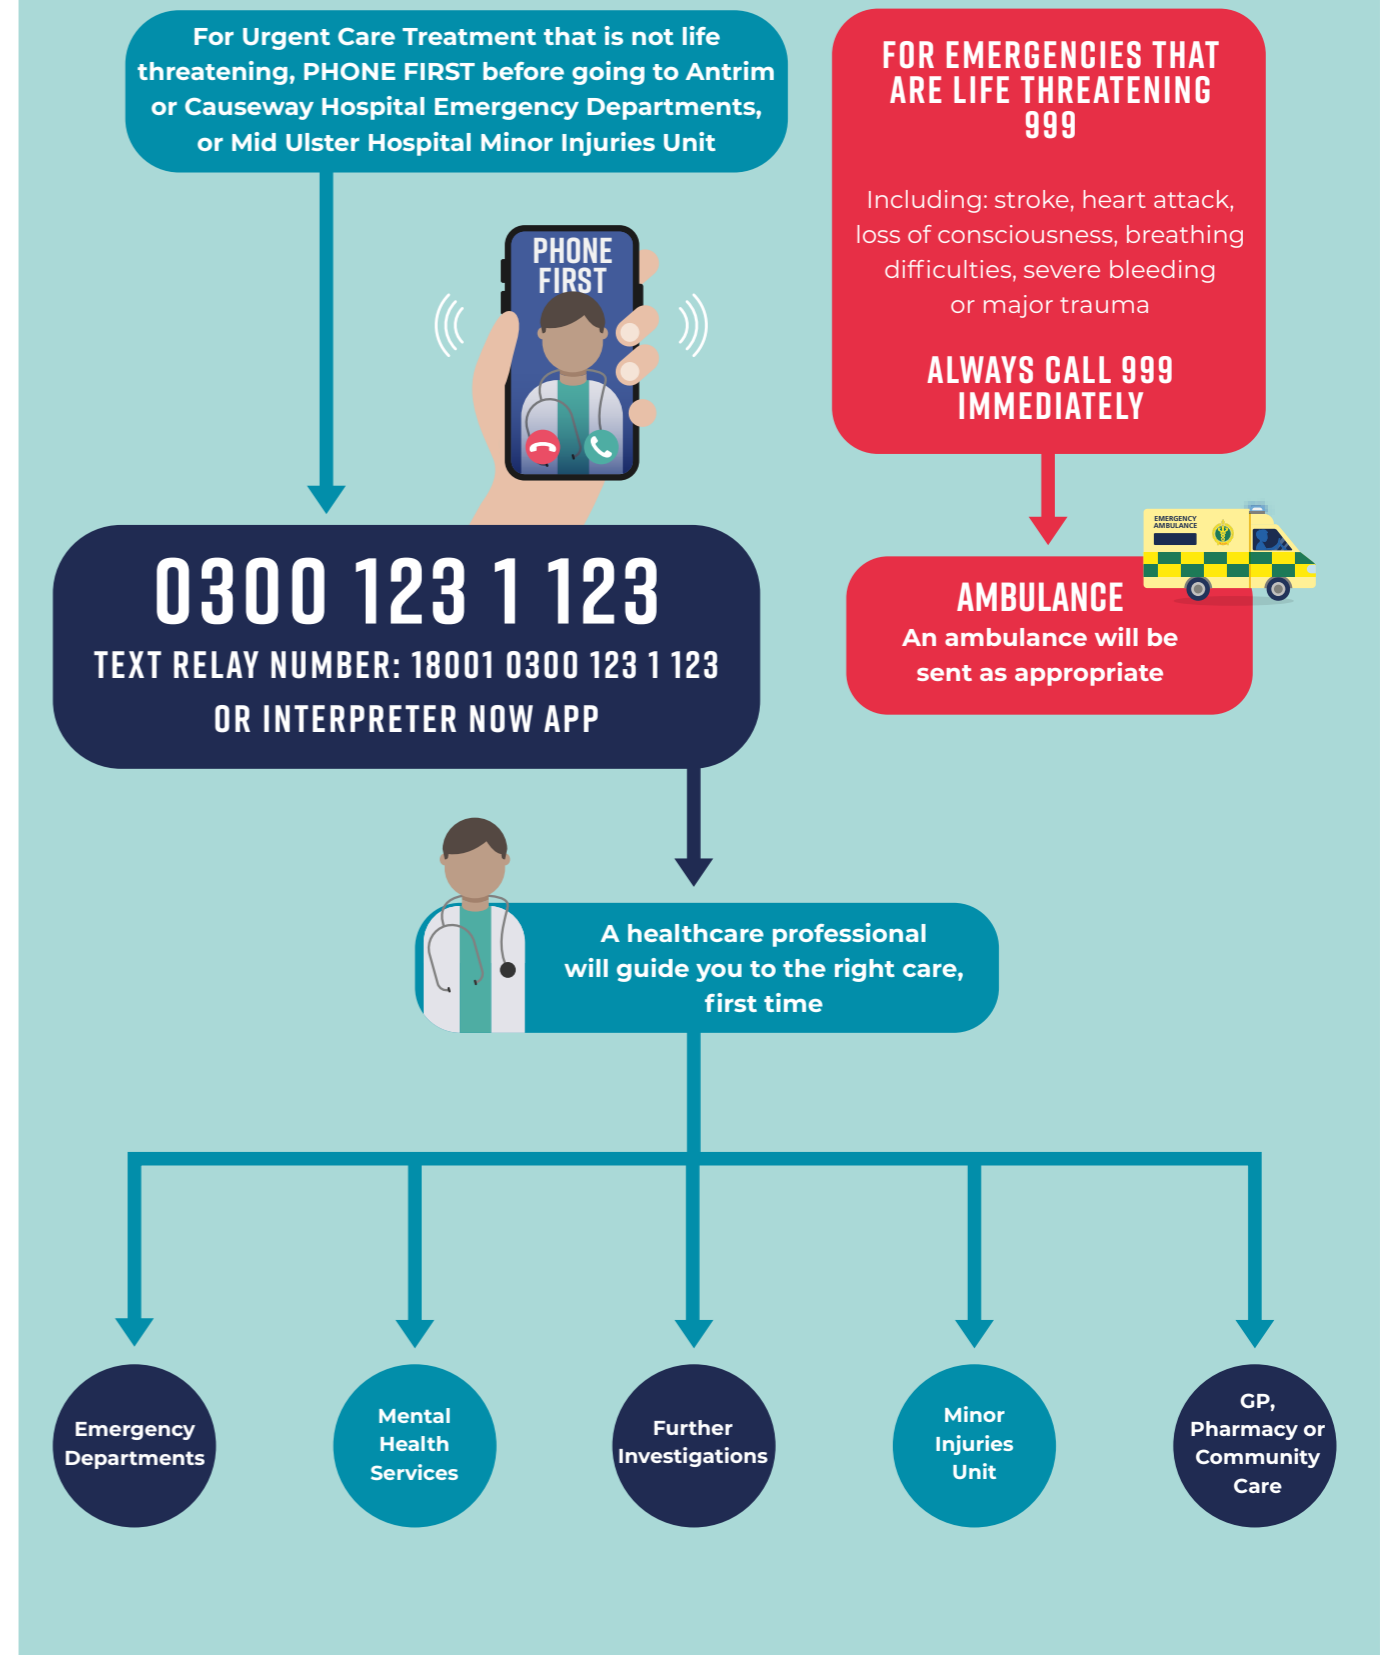 For Urgent Care Treatment that is not life
threatening, PHONE FIRST before going to Antrim
or Causeway Hospital Emergency Departments,
or Mid Ulster Hospital Minor Injuries Unit
FOR EMERGENCIES THAT
ARE LIFE THREATENING
999
Including: stroke, heart attack,
loss of consciousness, breathing
difficulties, severe bleeding
or major trauma
ALWAYS CALL 999
IMMEDIATELY
PHONE
FIRST
0300 123 1 123
TEXT RELAY NUMBER: 18001 0300 123 1 123
OR INTERPRETER NOW APP
EMERGENCY
AMBULANCE
AMBULANCE
An ambulance will be
sent as appropriate
A healthcare professional
will guide you to the right care,
first time
Emergency
Departments
Mental
Health
Services
Further
Investigations
Minor
Injuries
Unit
GP,
Pharmacy or
Community
Care